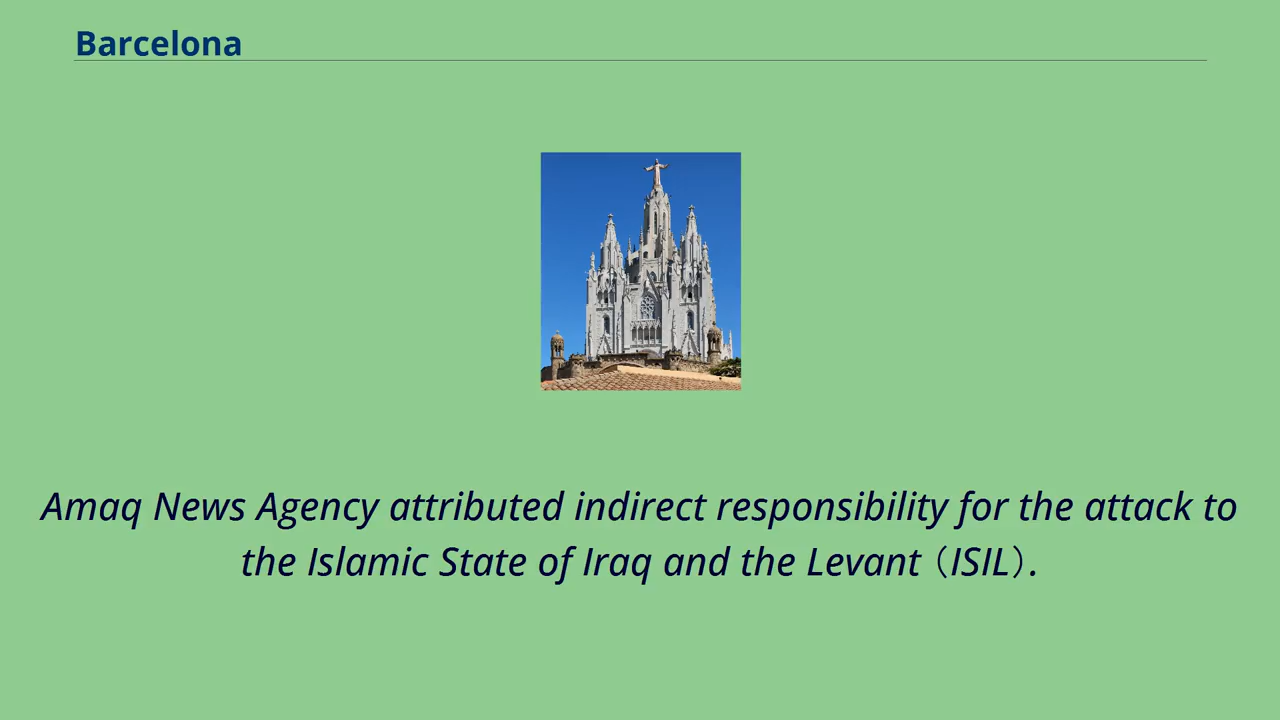 Barcelona
Amaq News Agency attributed indirect responsibility for the attack to
the Islamic State of Iraq and the Levant (ISIL).